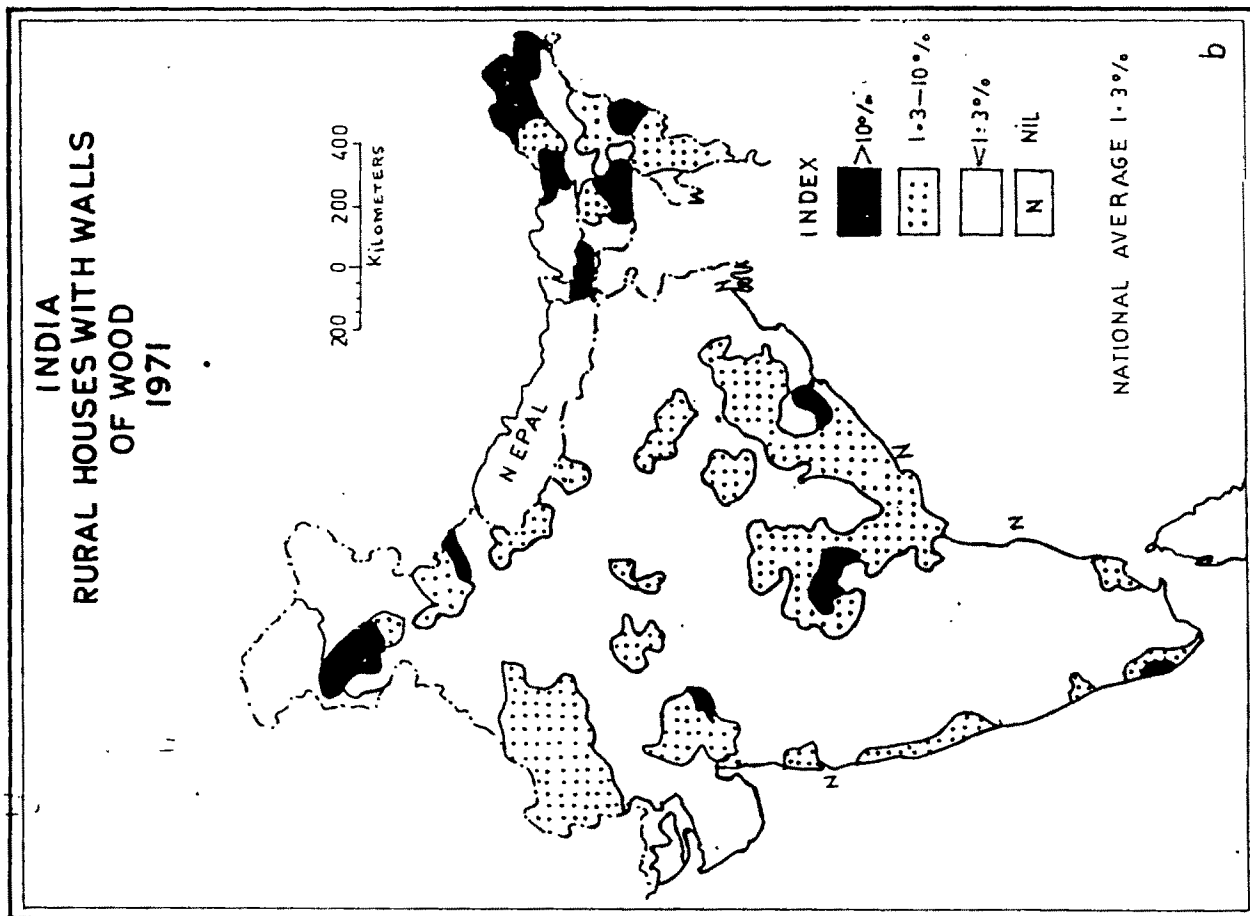 INDIA
RURAL HOUSES WITH WALLS
OF WOOD
1971
200 0 200 400
Kilometers
NEPAL
N
N
N
N
INDEX
>10%
1·3–10%
<1·3%
N NIL
NATIONAL AVERAGE 1·3%
b